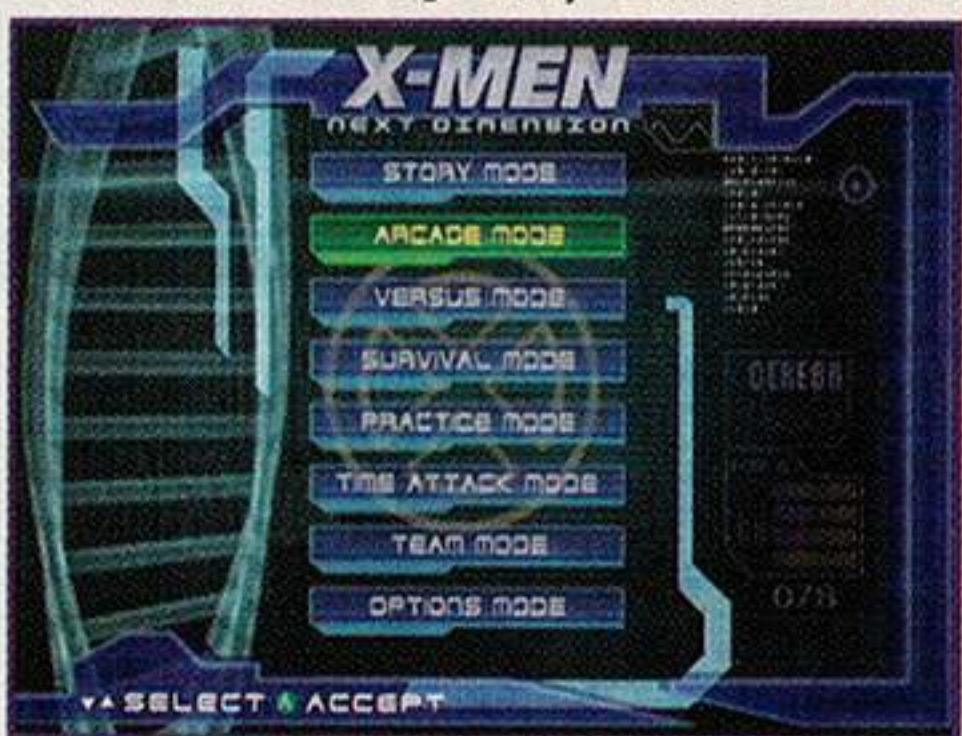 X-MEN
NEXT DIMENSION
STORY MODE
ARCADE MODE
VERSUS MODE
SURVIVAL MODE
PRACTICE MODE
TIME ATTACK MODE
TEAM MODE
OPTIONS MODE
0/8
SELECT A ACCEPT